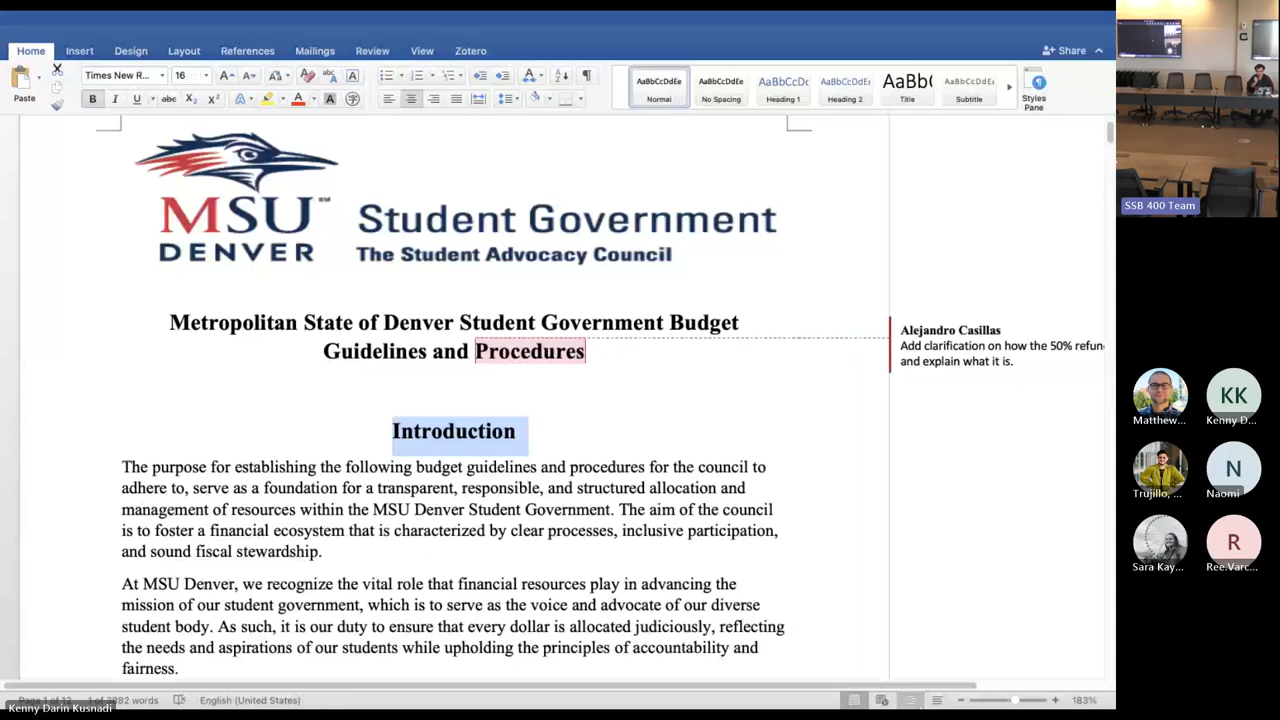 Home Insert Design Layout References Mailings Review View Zotero Share
Paste
Times New R... 16
AaBbCcDdEe AaBbCcDdEe AaBbCcDc AaBbCcDdEe AaBb( AaBbCcDdEe
Normal No Spacing Heading 1 Heading 2 Title Subtitle
Styles
Pane
MSU
DENVER
Student Government
The Student Advocacy Council
Metropolitan State of Denver Student Government Budget
Guidelines and Procedures
Alejandro Casillas
Add clarification on how the 50% refun
and explain what it is.
Introduction
The purpose for establishing the following budget guidelines and procedures for the council to
adhere to, serve as a foundation for a transparent, responsible, and structured allocation and
management of resources within the MSU Denver Student Government. The aim of the council
is to foster a financial ecosystem that is characterized by clear processes, inclusive participation,
and sound fiscal stewardship.
At MSU Denver, we recognize the vital role that financial resources play in advancing the
mission of our student government, which is to serve as the voice and advocate of our diverse
student body. As such, it is our duty to ensure that every dollar is allocated judiciously, reflecting
the needs and aspirations of our students while upholding the principles of accountability and
fairness.
Page 1 of 12 1 of 3882 words English (United States) 183%
Kenny Darin Kusnadi
SSB 400 Team
KK
Matthew... Kenny D...
N
Trujillo, ... Naomi
R
Sara Kay... Ree.Varc...